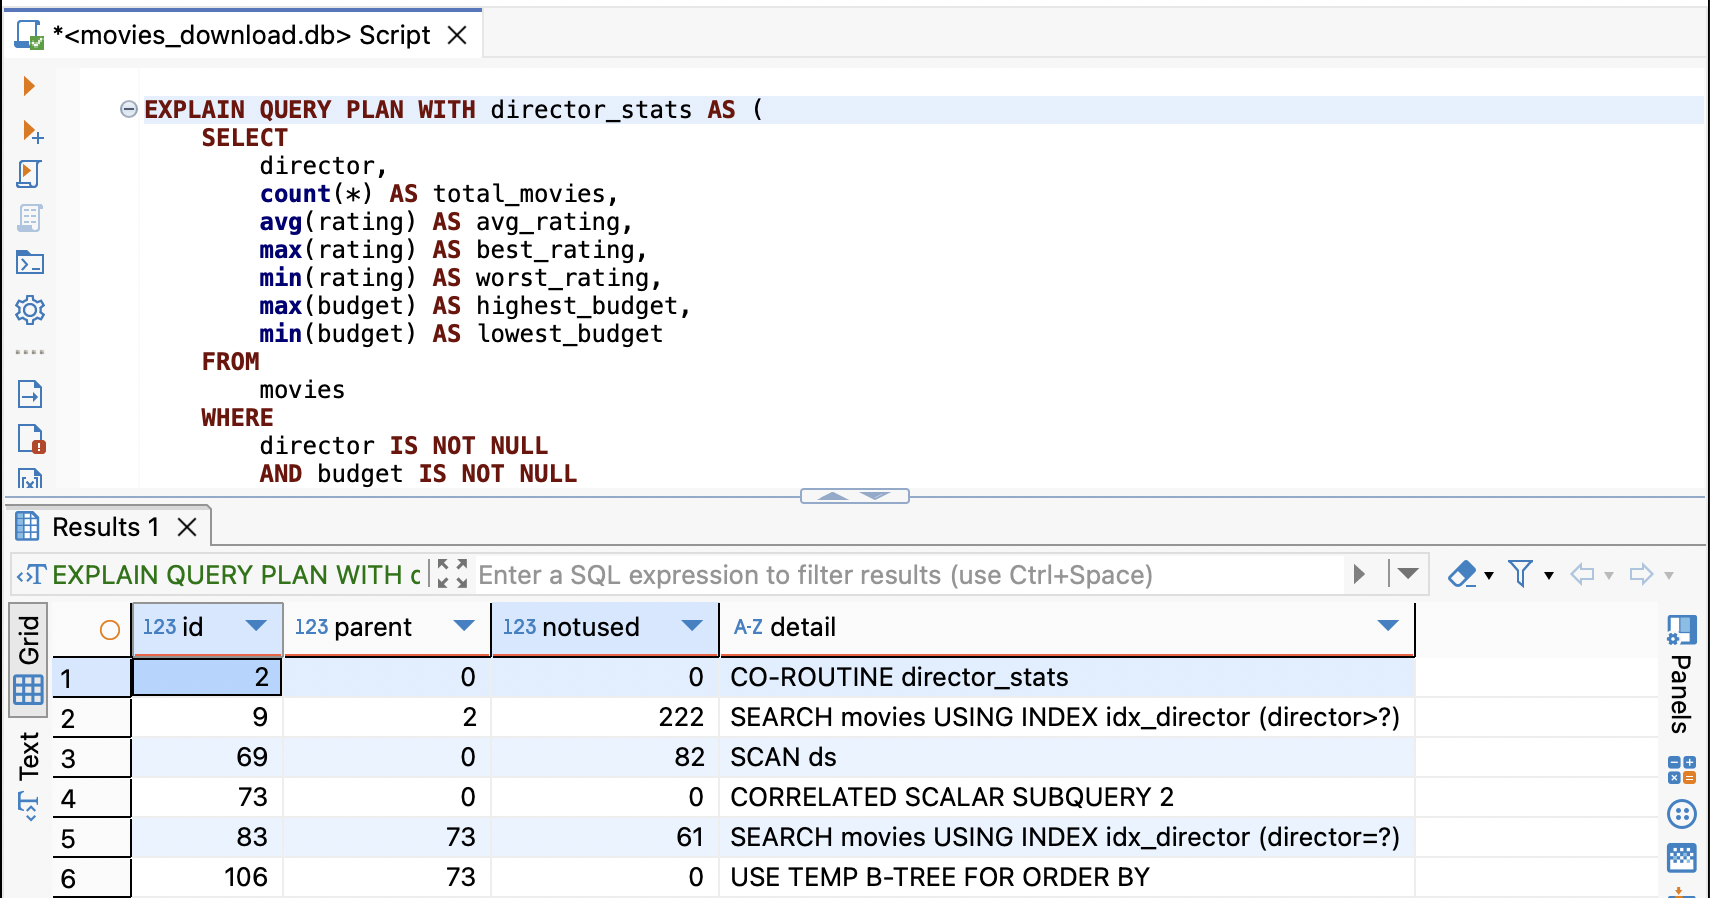 *<movies_download.db> Script
EXPLAIN QUERY PLAN WITH director_stats AS (
SELECT
director,
count(*) AS total_movies,
avg(rating) AS avg_rating,
max(rating) AS best_rating,
min(rating) AS worst_rating,
max(budget) AS highest_budget,
min(budget) AS lowest_budget
FROM
movies
WHERE
director IS NOT NULL
AND budget IS NOT NULL
Results 1
EXPLAIN QUERY PLAN WITH Enter a SQL expression to filter results (use Ctrl+Space)
Grid
Text
Panels
123 id 123 parent 123 notused A-Z detail
1 2 0 0 CO-ROUTINE director_stats
2 9 2 222 SEARCH movies USING INDEX idx_director (director>?)
3 69 0 82 SCAN ds
4 73 0 0 CORRELATED SCALAR SUBQUERY 2
5 83 73 61 SEARCH movies USING INDEX idx_director (director=?)
6 106 73 0 USE TEMP B-TREE FOR ORDER BY